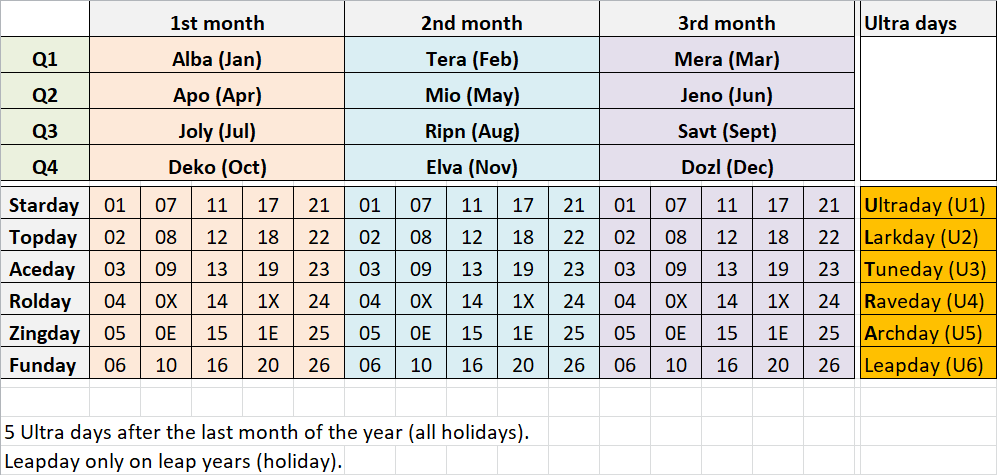 1st month 2nd month 3rd month Ultra days
Q1 Alba (Jan) Tera (Feb) Mera (Mar)
Q2 Apo (Apr) Mio (May) Jeno (Jun)
Q3 Joly (Jul) Ripn (Aug) Savt (Sept)
Q4 Deko (Oct) Elva (Nov) Dozl (Dec)
Starday 01 07 11 17 21 01 07 11 17 21 01 07 11 17 21 Ultraday (U1)
Topday 02 08 12 18 22 02 08 12 18 22 02 08 12 18 22 Larkday (U2)
Aceday 03 09 13 19 23 03 09 13 19 23 03 09 13 19 23 Tuneday (U3)
Rolday 04 0X 14 1X 24 04 0X 14 1X 24 04 0X 14 1X 24 Raveday (U4)
Zingday 05 0E 15 1E 25 05 0E 15 1E 25 05 0E 15 1E 25 Archday (U5)
Funday 06 10 16 20 26 06 10 16 20 26 06 10 16 20 26 Leapday (U6)
5 Ultra days after the last month of the year (all holidays).
Leapday only on leap years (holiday).